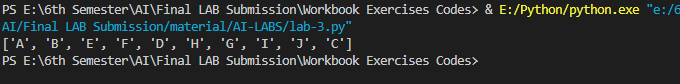 PS E:\6th Semester\AI\Final LAB Submission\Workbook Exercises Codes> & E:/Python/python.exe "e:/6
AI/Final LAB Submission/material/AI-LABS/lab-3.py"
['A', 'B', 'E', 'F', 'D', 'H', 'G', 'I', 'J', 'C']
PS E:\6th Semester\AI\Final LAB Submission\Workbook Exercises Codes>